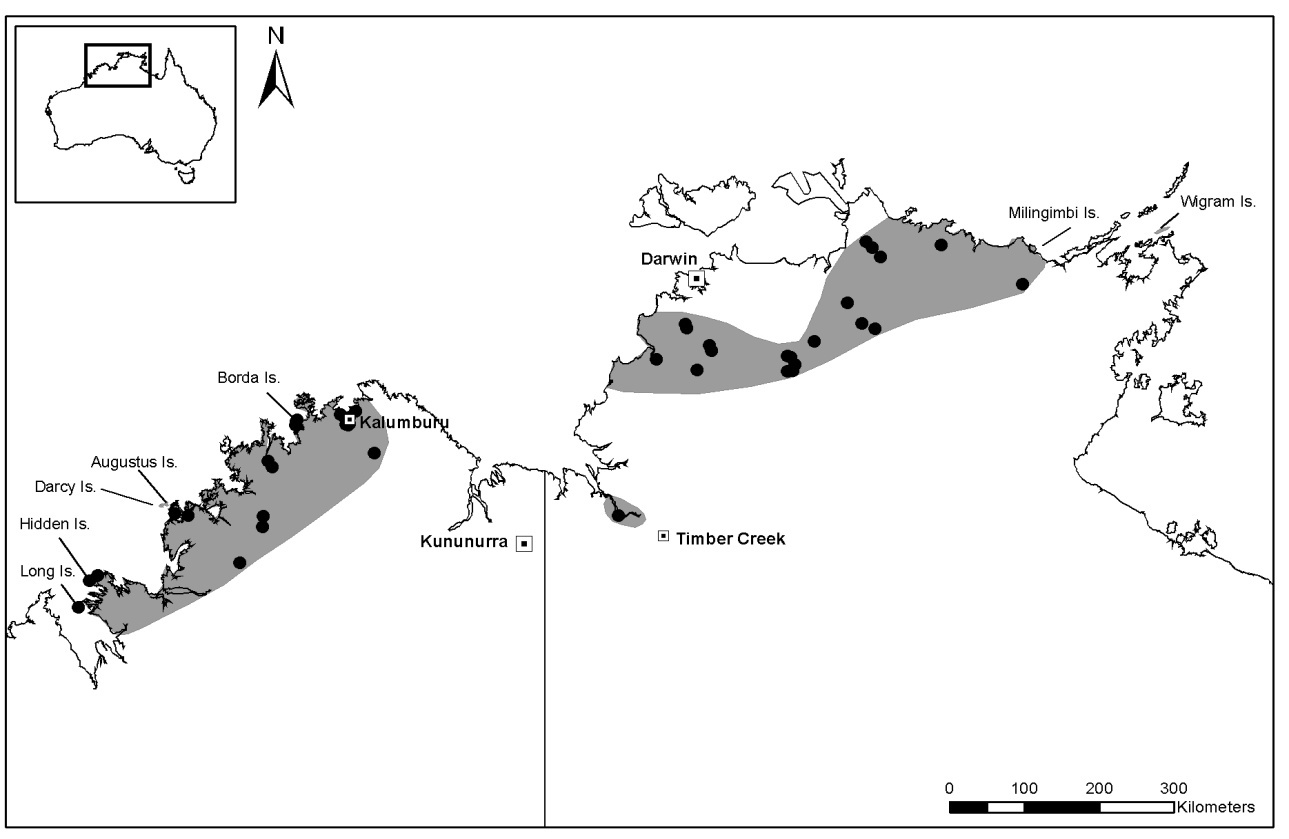 N
Wigram Is.
Milingimbi Is.
Darwin
Borda Is.
Kalumburu
Augustus Is.
Darcy Is.
Hidden Is.
Kununurra
Timber Creek
Long Is.
0 100 200 300
Kilometers